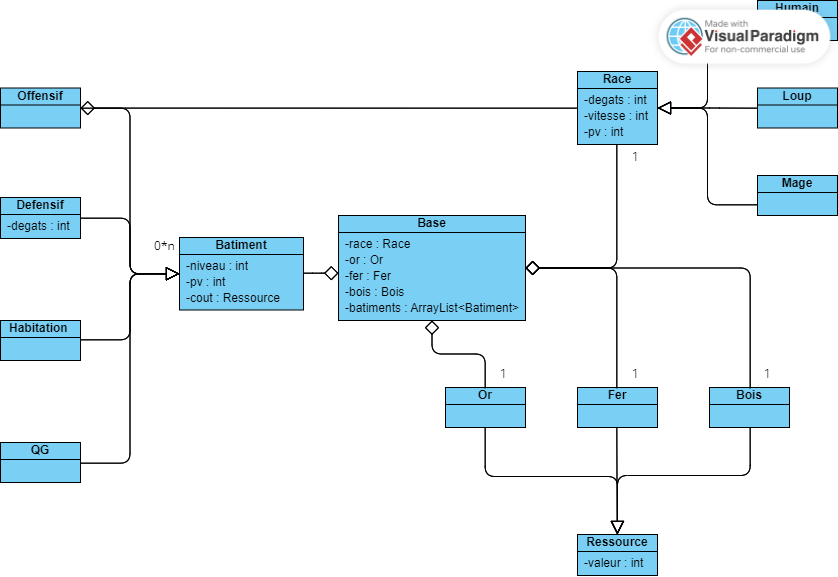 Humain
Made with
VisualParadigm
For non-commercial use
Race
-degats : int
-vitesse : int
-pv : int
1
Loup
Mage
Offensif
Defensif
-degats : int
0*n
Batiment
-niveau : int
-pv : int
-cout : Ressource
Base
-race : Race
-or : Or
-fer : Fer
-bois : Bois
-batiments : ArrayList<Batiment>
Habitation
QG
1
Or
1
Fer
1
Bois
Ressource
-valeur : int